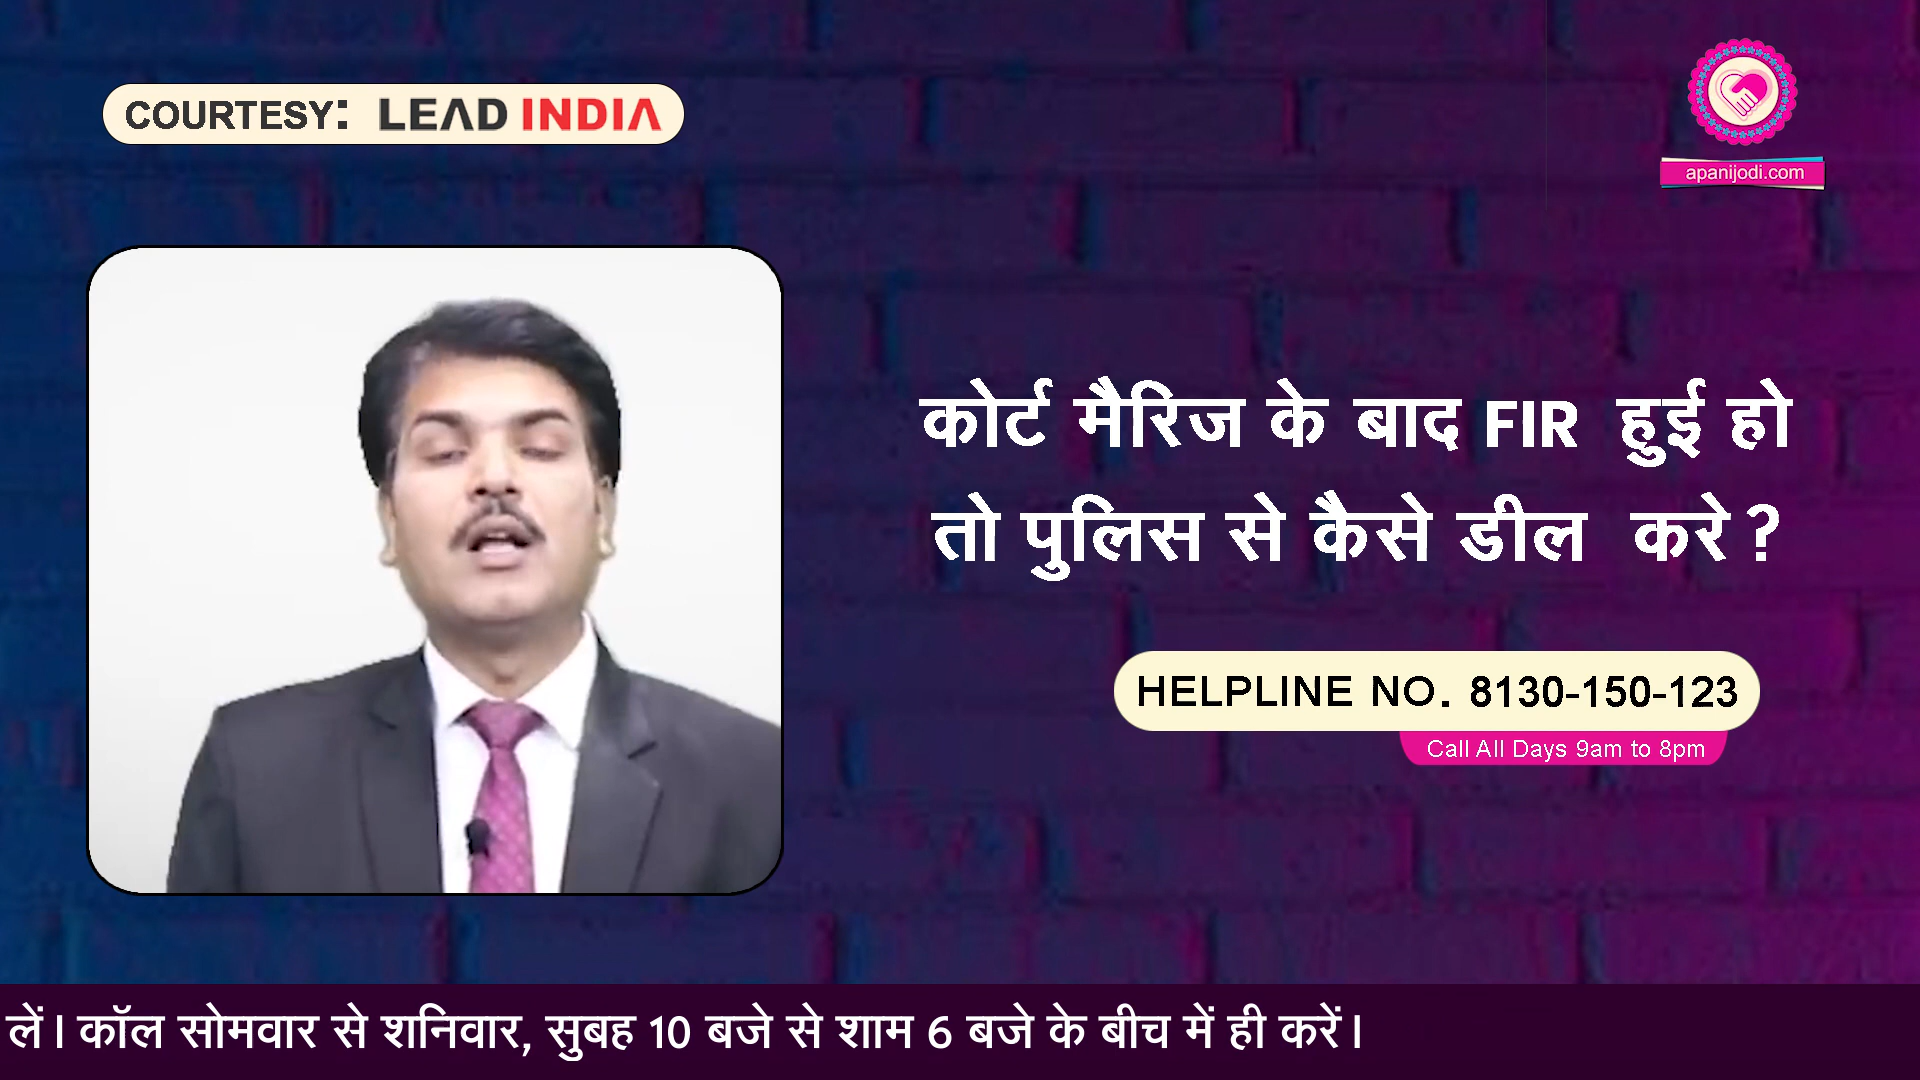 COURTESY: LEAD INDIA
apanijodi.com
कोर्ट मैरिज के बाद FIR हुई हो
तो पुलिस से कैसे डील करे ?
HELPLINE NO. 8130-150-123
Call All Days 9am to 8pm
लें। कॉल सोमवार से शनिवार, सुबह 10 बजे से शाम 6 बजे के बीच में ही करें।